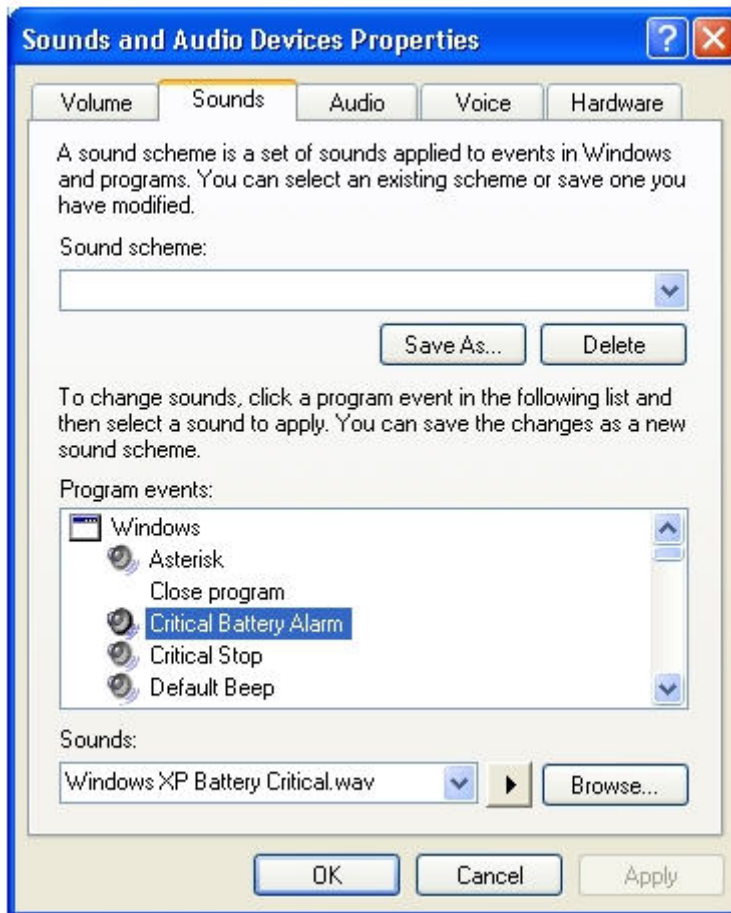 Sounds and Audio Devices Properties
?
Volume
Sounds
Audio
Voice
Hardware
A sound scheme is a set of sounds applied to events in Windows
and programs. You can select an existing scheme or save one you
have modified.
Sound scheme:
Save As...
Delete
To change sounds, click a program event in the following list and
then select a sound to apply. You can save the changes as a new
sound scheme.
Program events:
Windows
Asterisk
Close program
Critical Battery Alarm
Critical Stop
Default Beep
Sounds:
Windows XP Battery Critical.wav
Browse...
OK
Cancel
Apply